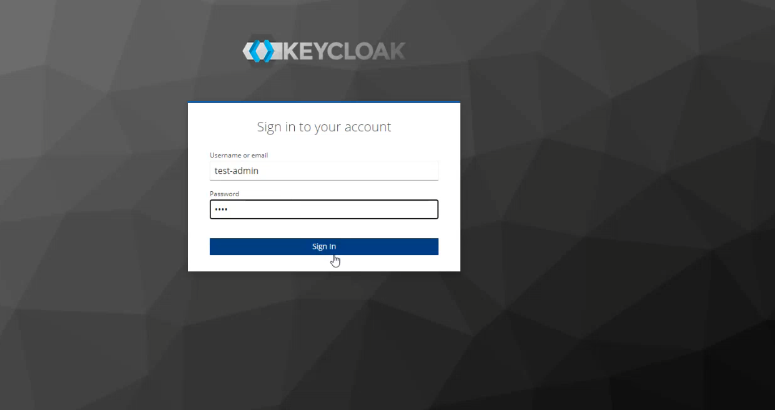 KEYCLOAK
Sign in to your account
Username or email
test-admin
Password
••••
Sign In